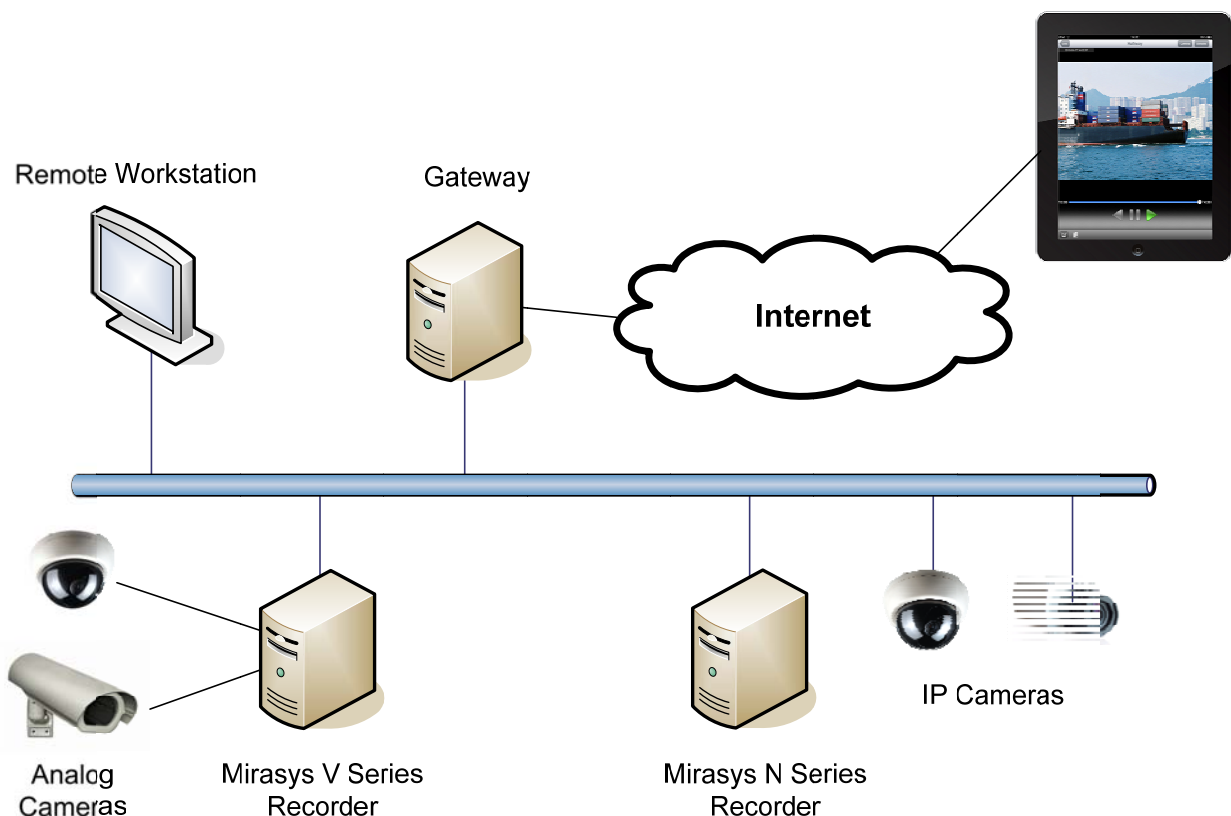 Remote Workstation
Gateway
Internet
IP Cameras
Analog
Cameras
Mirasys V Series
Recorder
Mirasys N Series
Recorder